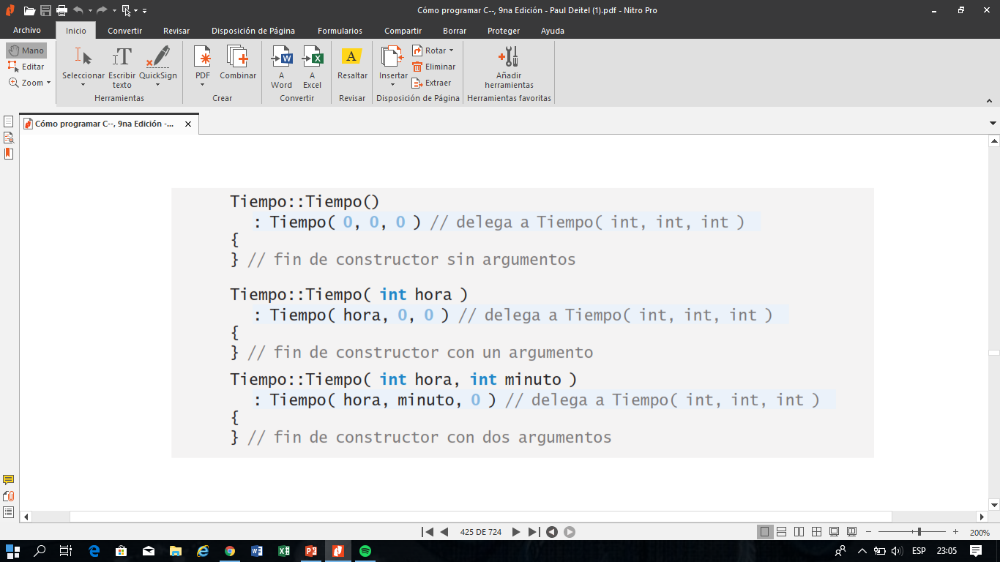 Cómo programar C--, 9na Edición - Paul Deitel (1).pdf - Nitro Pro
Archivo Inicio Convertir Revisar Disposición de Página Formularios Compartir Borrar Proteger Ayuda
Mano
Editar
Zoom
Seleccionar
Escribir texto
QuickSign
Herramientas
PDF
Combinar
Crear
A Word
A Excel
Convertir
Resaltar
Revisar
Insertar
Rotar
Eliminar
Extraer
Disposición de Página
Añadir herramientas
Herramientas favoritas
Cómo programar C--, 9na Edición -...
Tiempo::Tiempo()
: Tiempo( 0, 0, 0 ) // delega a Tiempo( int, int, int )
{
} // fin de constructor sin argumentos
Tiempo::Tiempo( int hora )
: Tiempo( hora, 0, 0 ) // delega a Tiempo( int, int, int )
{
} // fin de constructor con un argumento
Tiempo::Tiempo( int hora, int minuto )
: Tiempo( hora, minuto, 0 ) // delega a Tiempo( int, int, int )
{
} // fin de constructor con dos argumentos
425 DE 724
200%
ESP 23:05